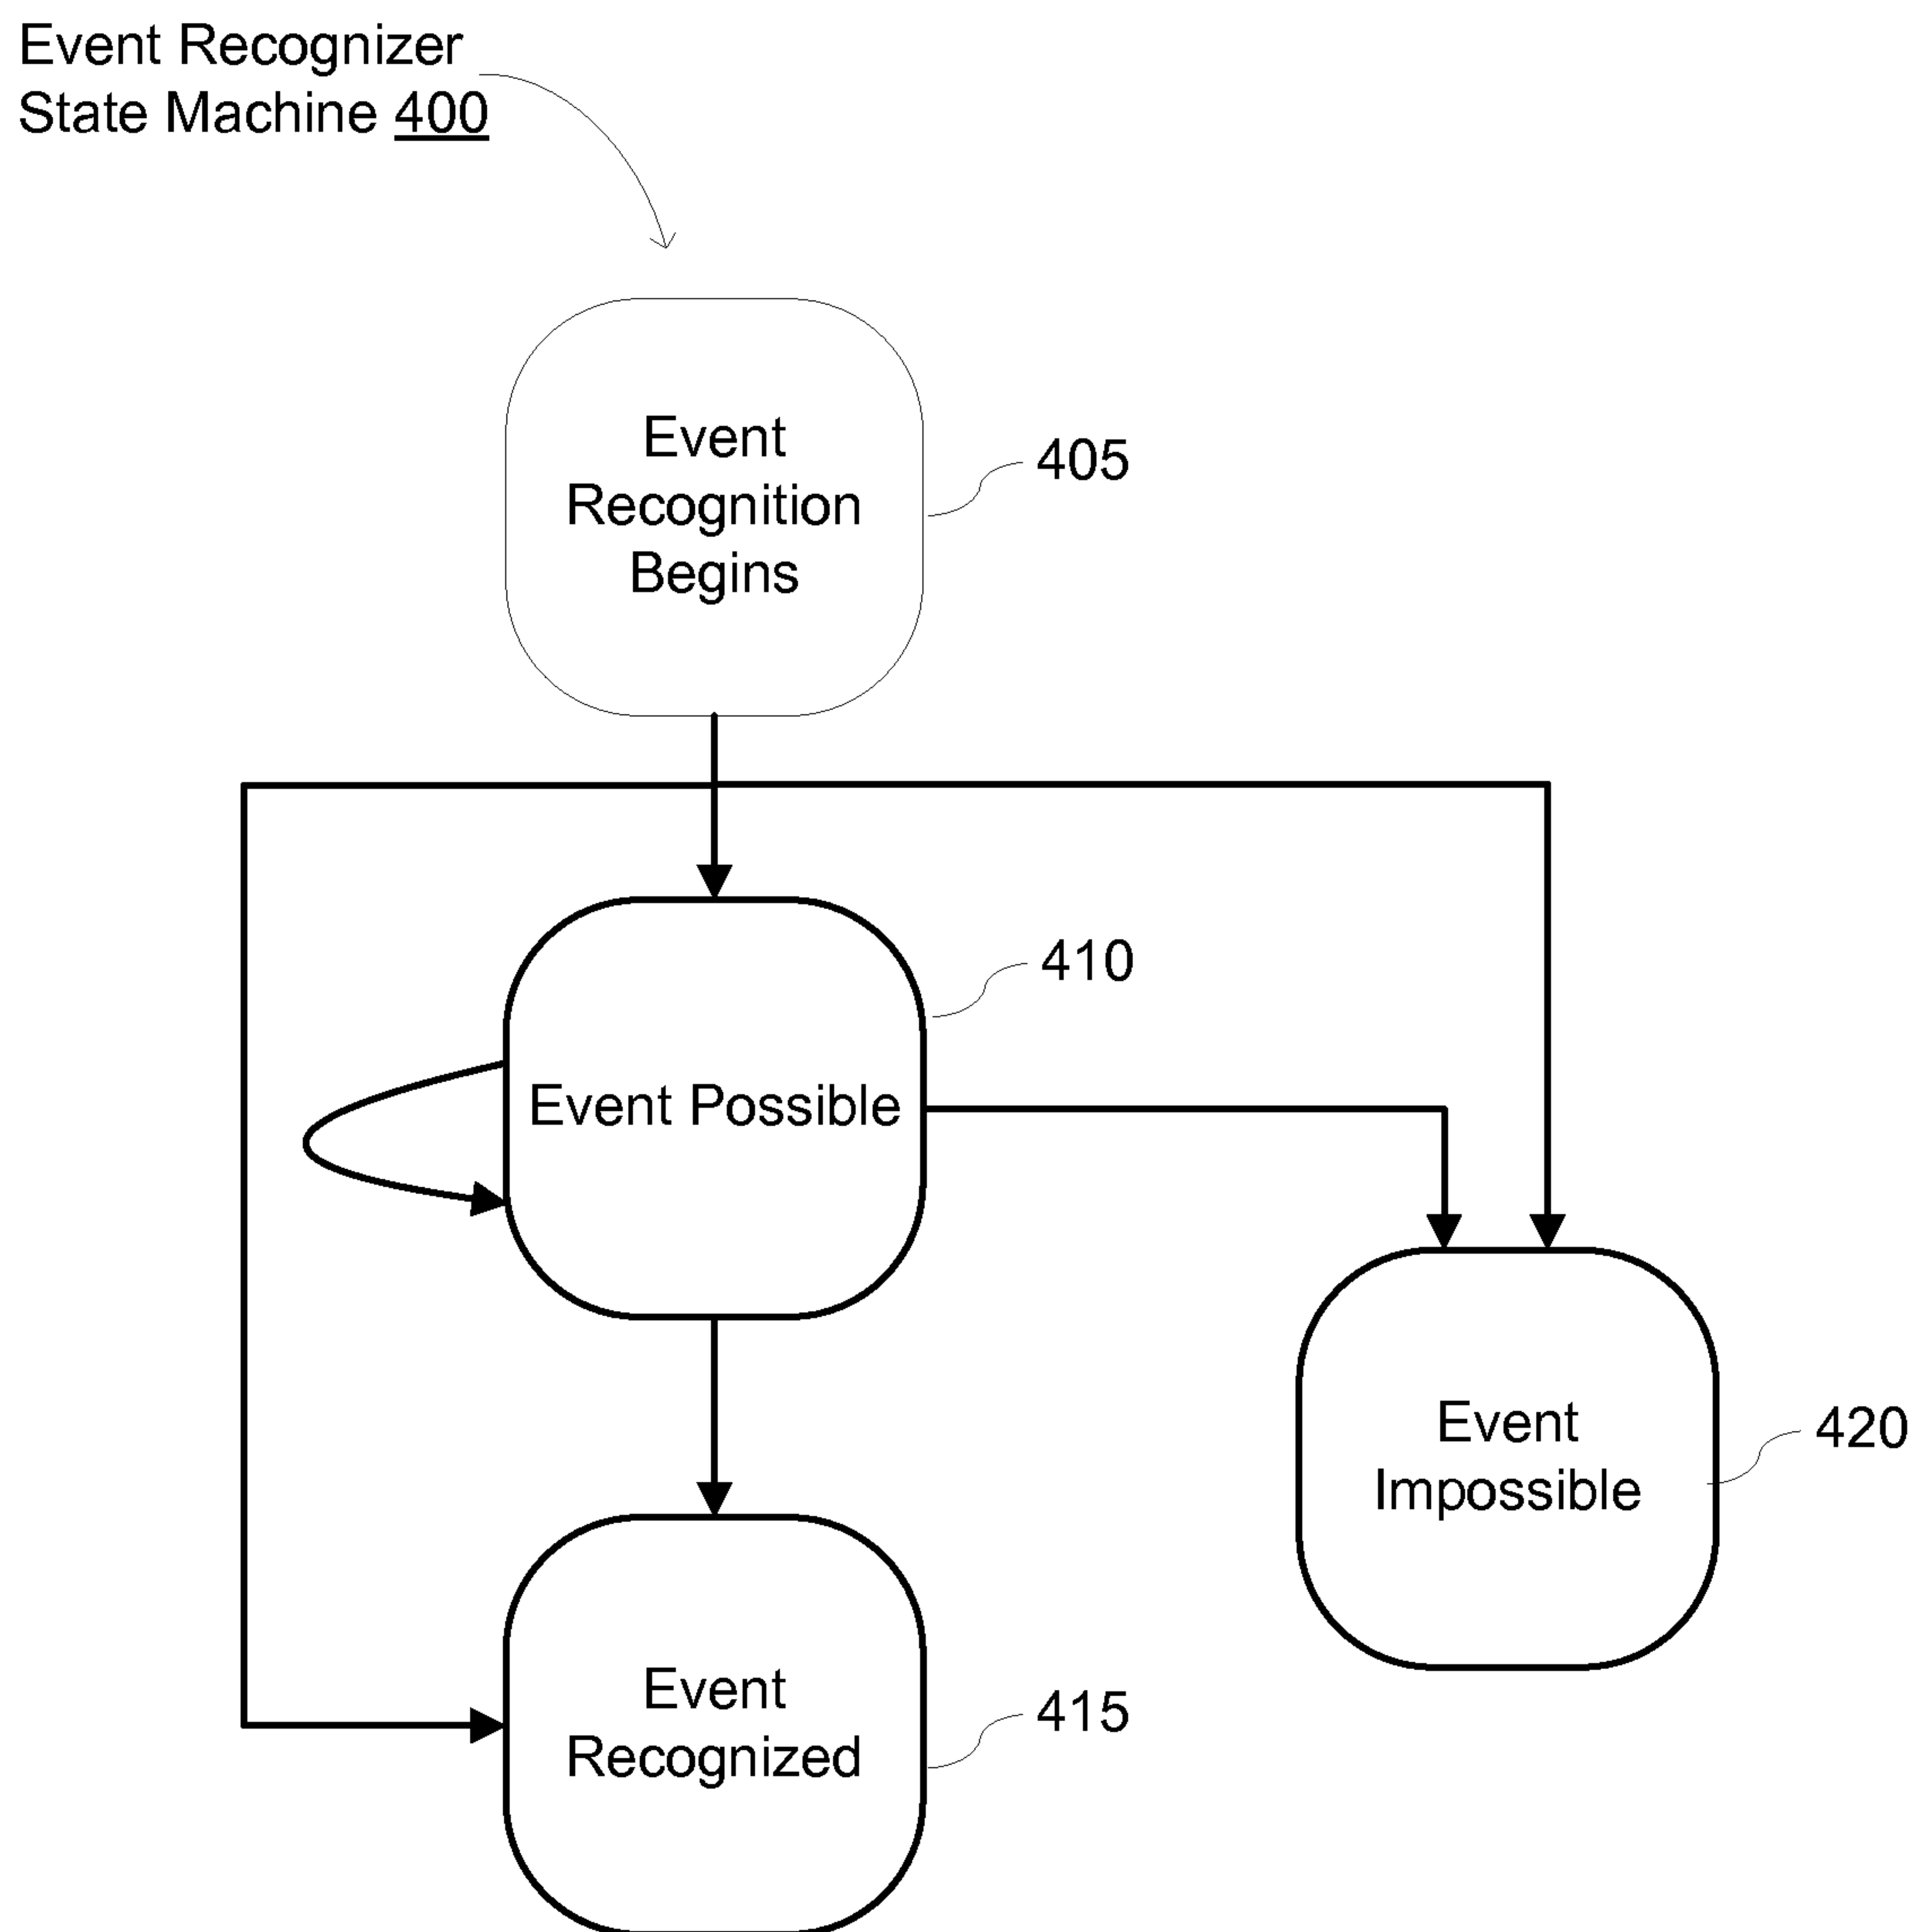 Event Recognizer
State Machine 400
Event
Recognition
Begins
405
410
Event Possible
Event
Impossible
420
Event
Recognized
415